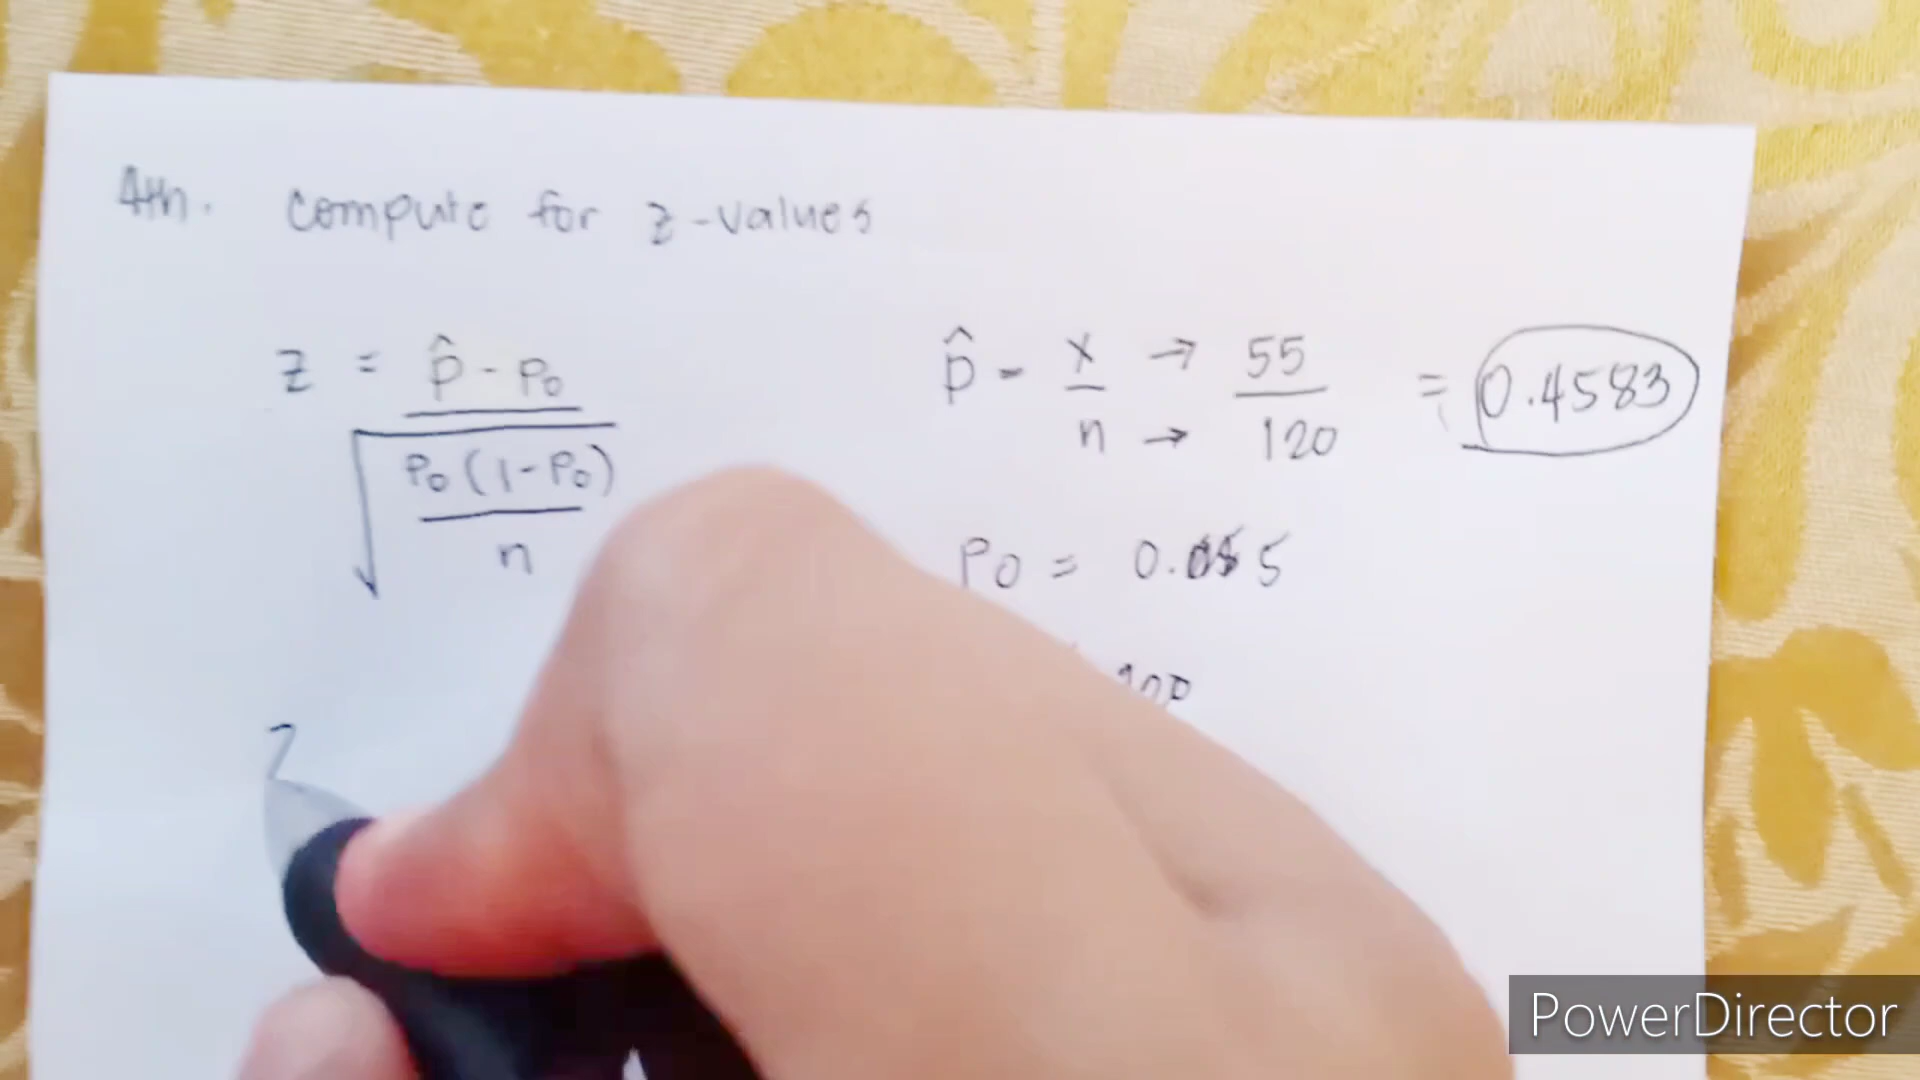 4th. compute for z-values
z = p̂ - p₀
√ p₀(1-p₀)
n
p̂ = x → 55 = 0.4583
n → 120
p₀ = 0.5
Z
PowerDirector